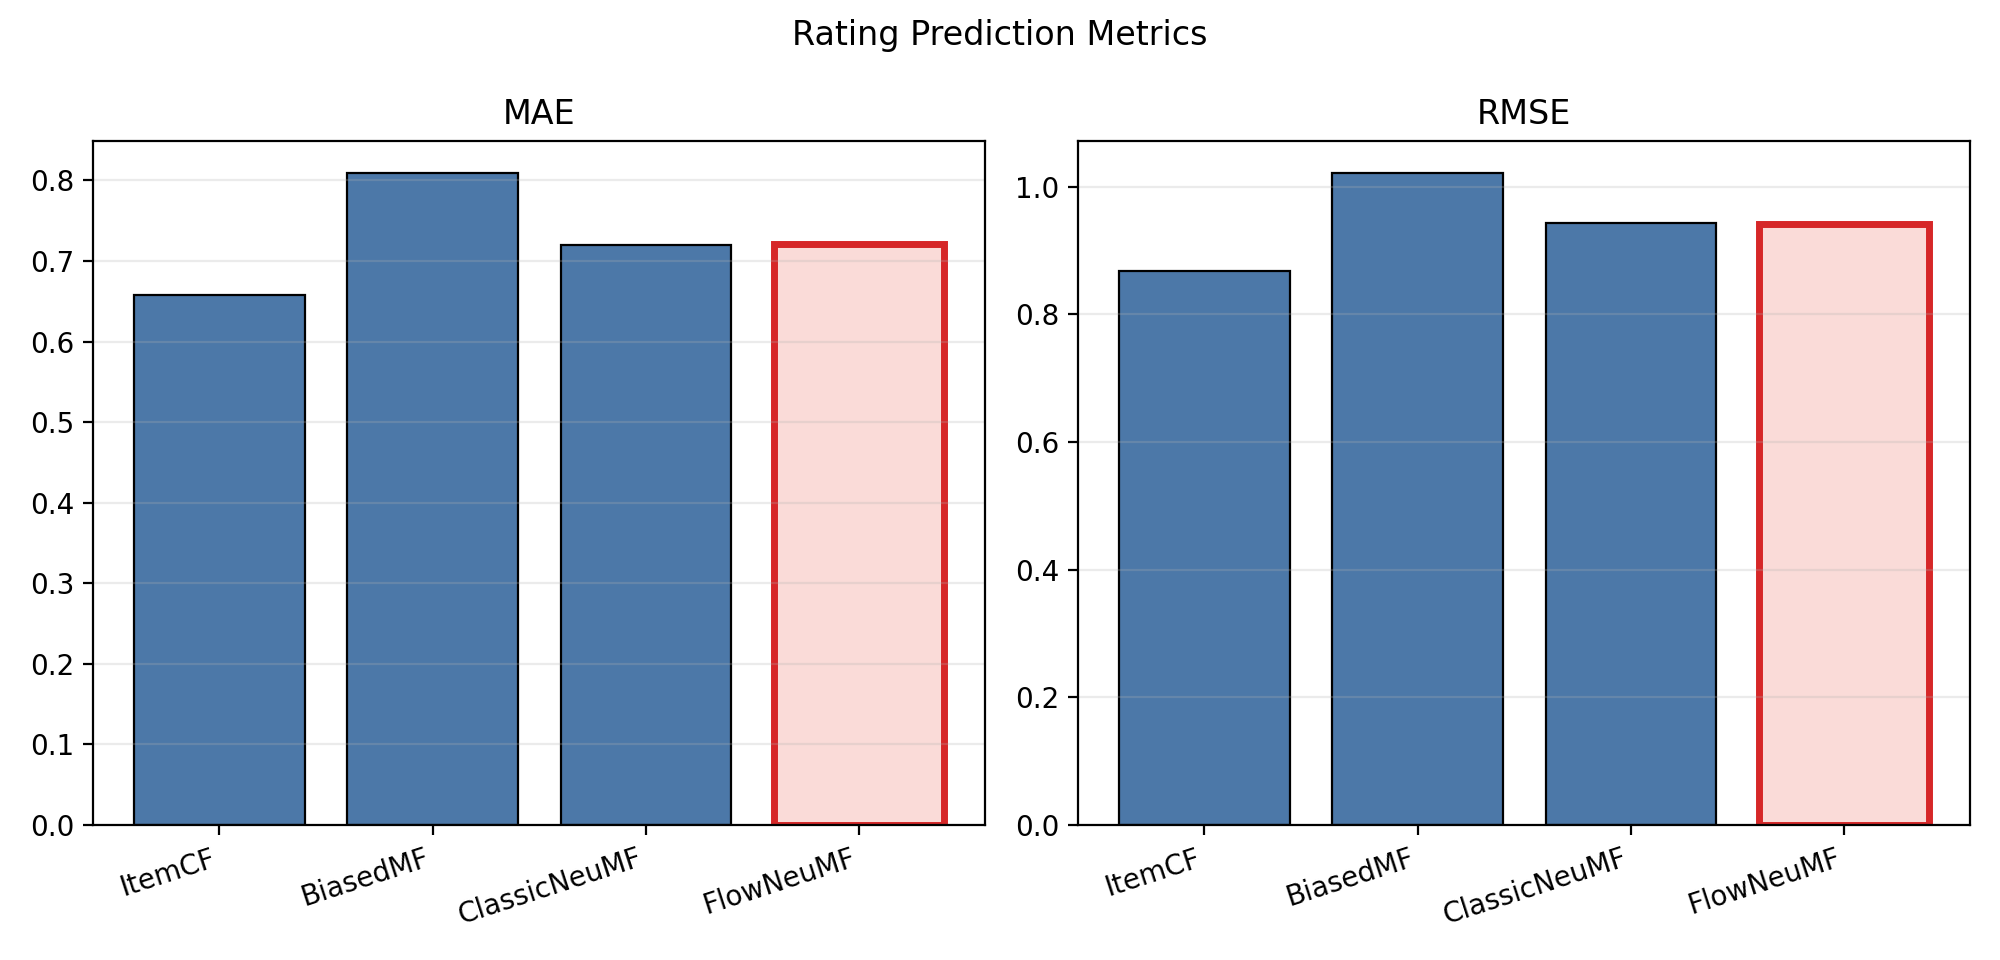 Rating Prediction Metrics
MAE
0.8
0.7
0.6
0.5
0.4
0.3
0.2
0.1
0.0
ItemCF
BiasedMF
ClassicNeuMF
FlowNeuMF
RMSE
1.0
0.8
0.6
0.4
0.2
0.0
ItemCF
BiasedMF
ClassicNeuMF
FlowNeuMF